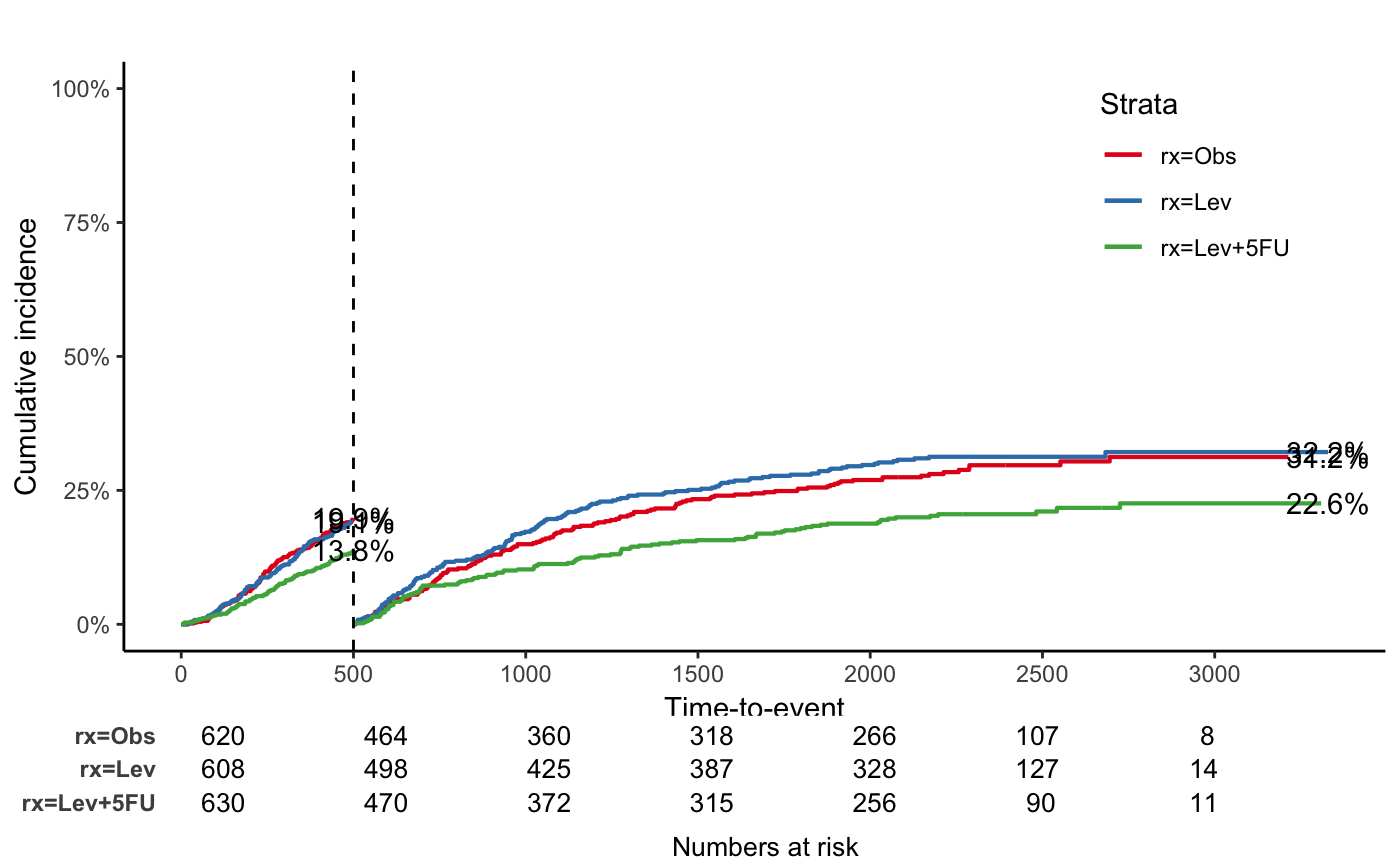 100%
75%
50%
25%
0%
Cumulative incidence
Strata
rx=Obs
rx=Lev
rx=Lev+5FU
13.8%
32.2%
22.6%
0 500 1000 1500 2000 2500 3000
Time-to-event
rx=Obs 620 464 360 318 266 107 8
rx=Lev 608 498 425 387 328 127 14
rx=Lev+5FU 630 470 372 315 256 90 11
Numbers at risk